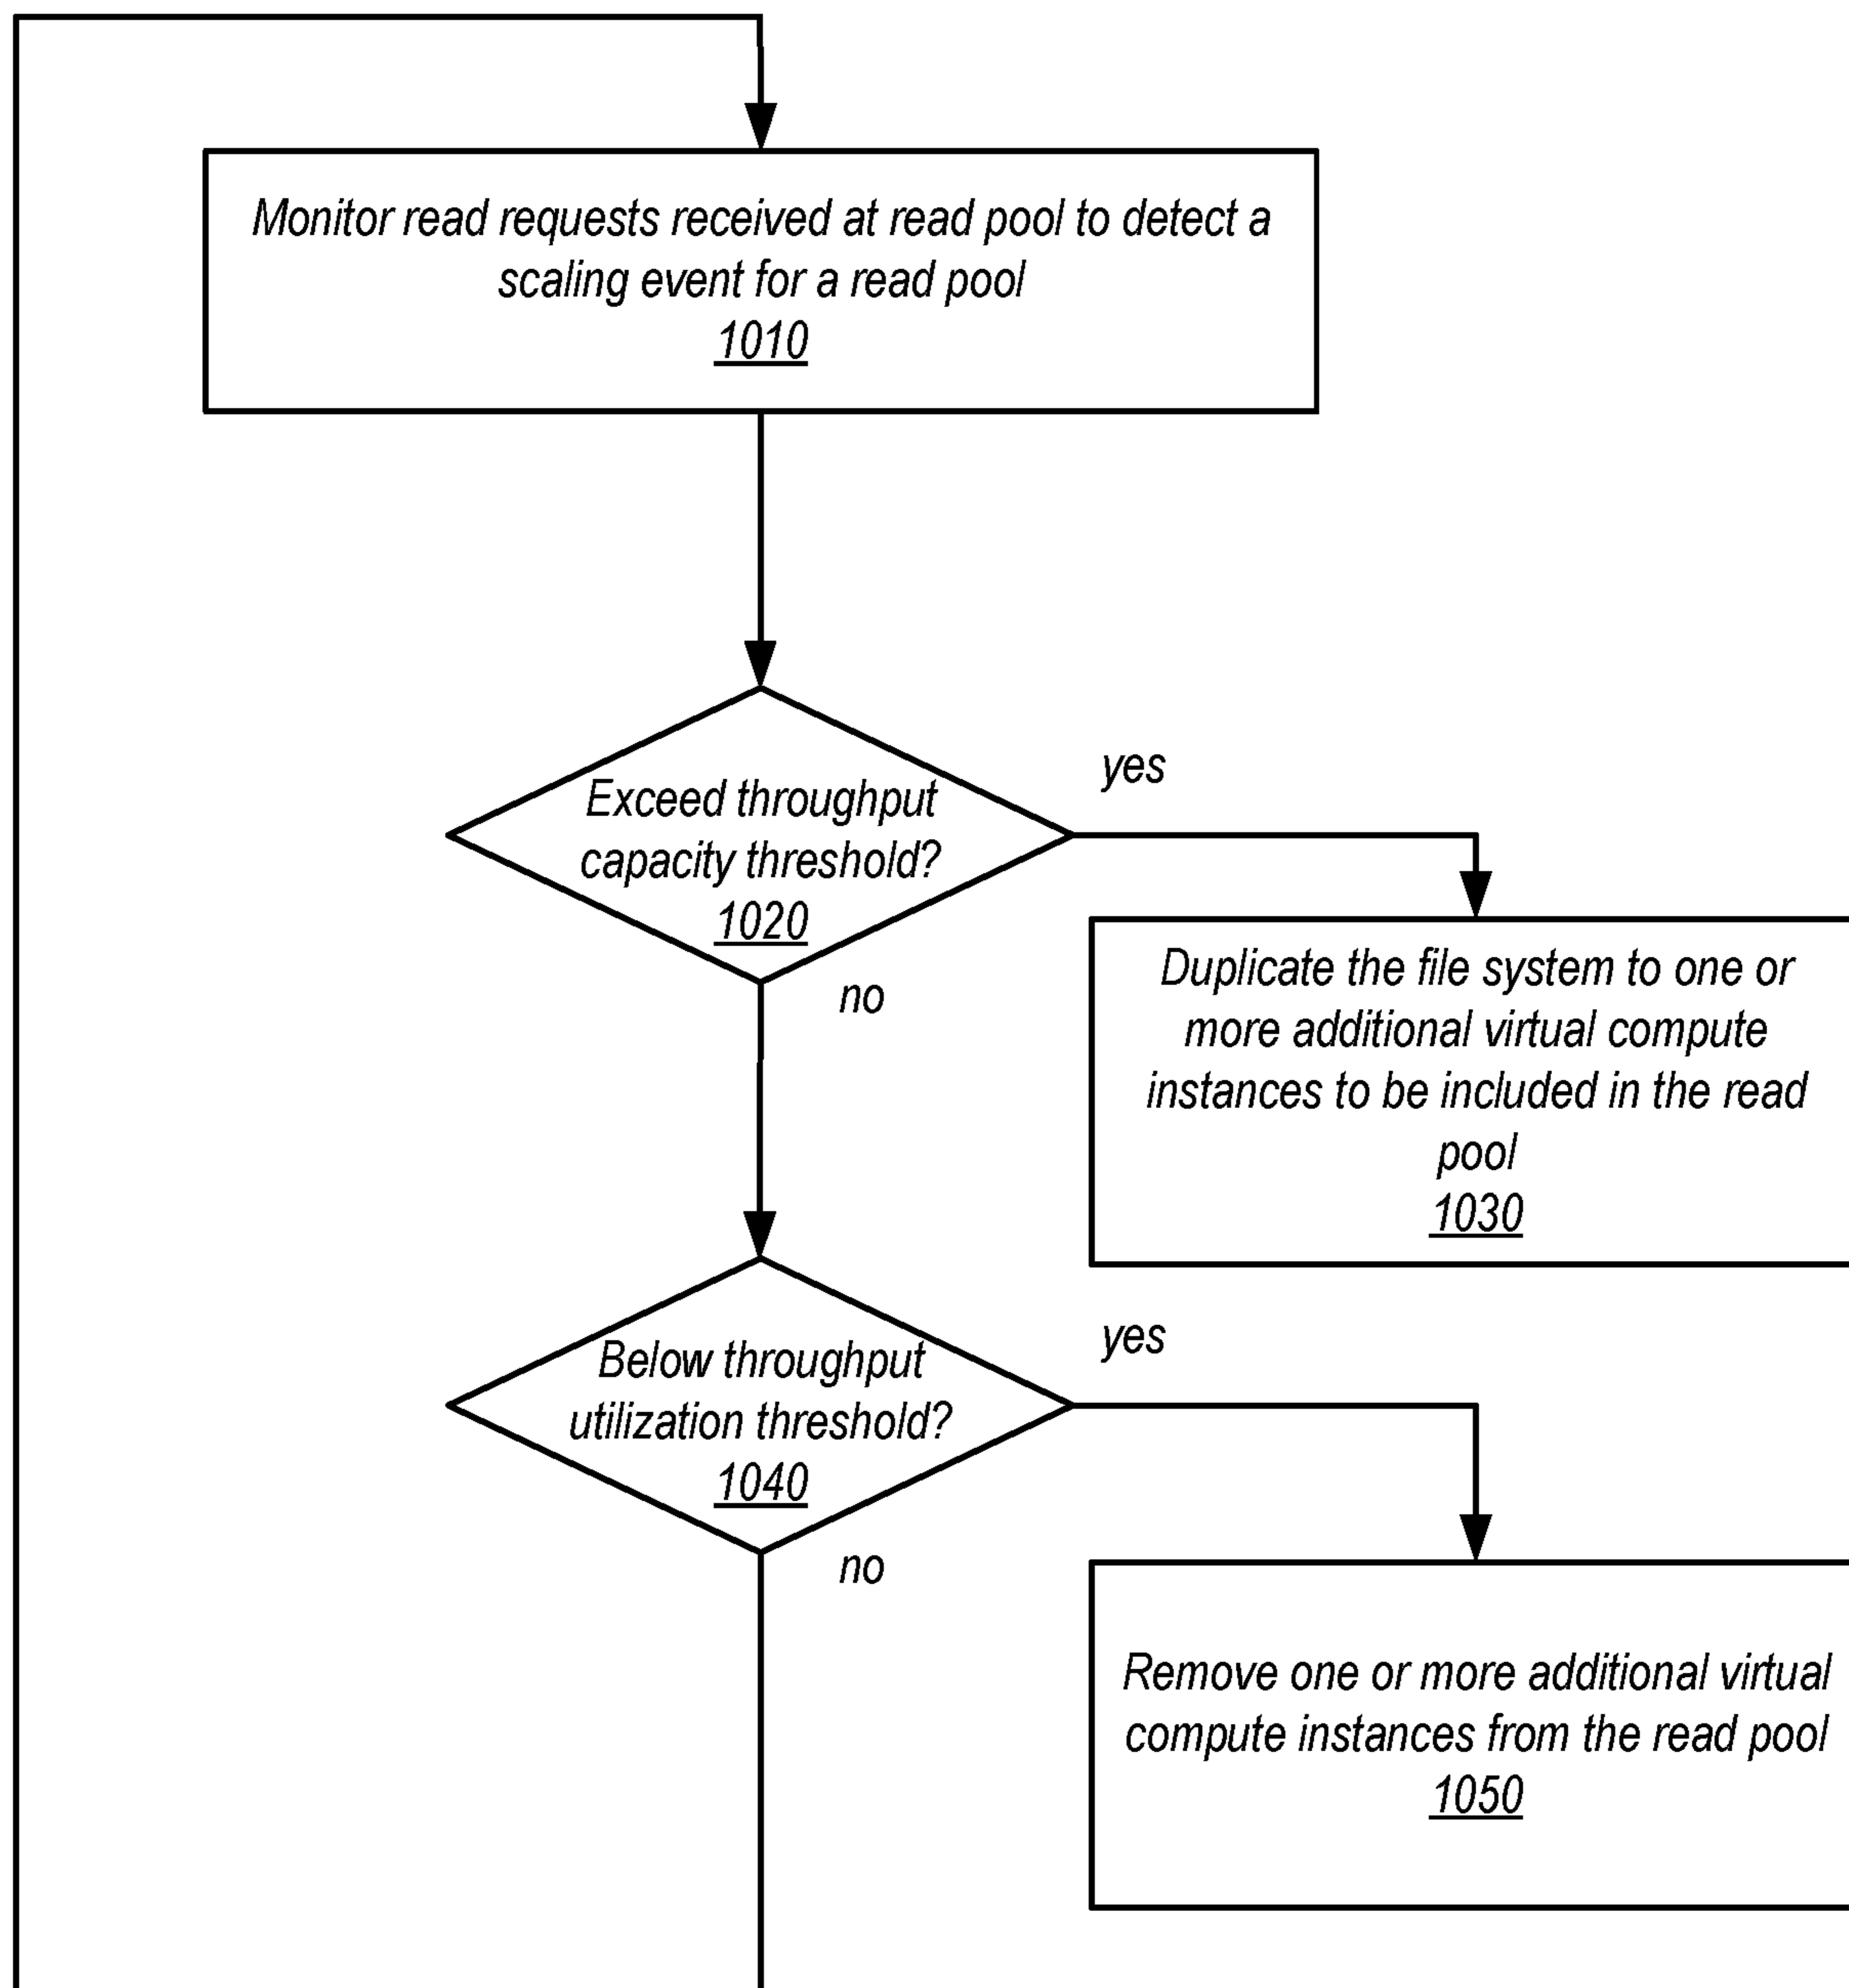 Monitor read requests received at read pool to detect a
scaling event for a read pool
1010
Exceed throughput
capacity threshold?
1020
yes
no
Duplicate the file system to one or
more additional virtual compute
instances to be included in the read
pool
1030
Below throughput
utilization threshold?
1040
yes
no
Remove one or more additional virtual
compute instances from the read pool
1050